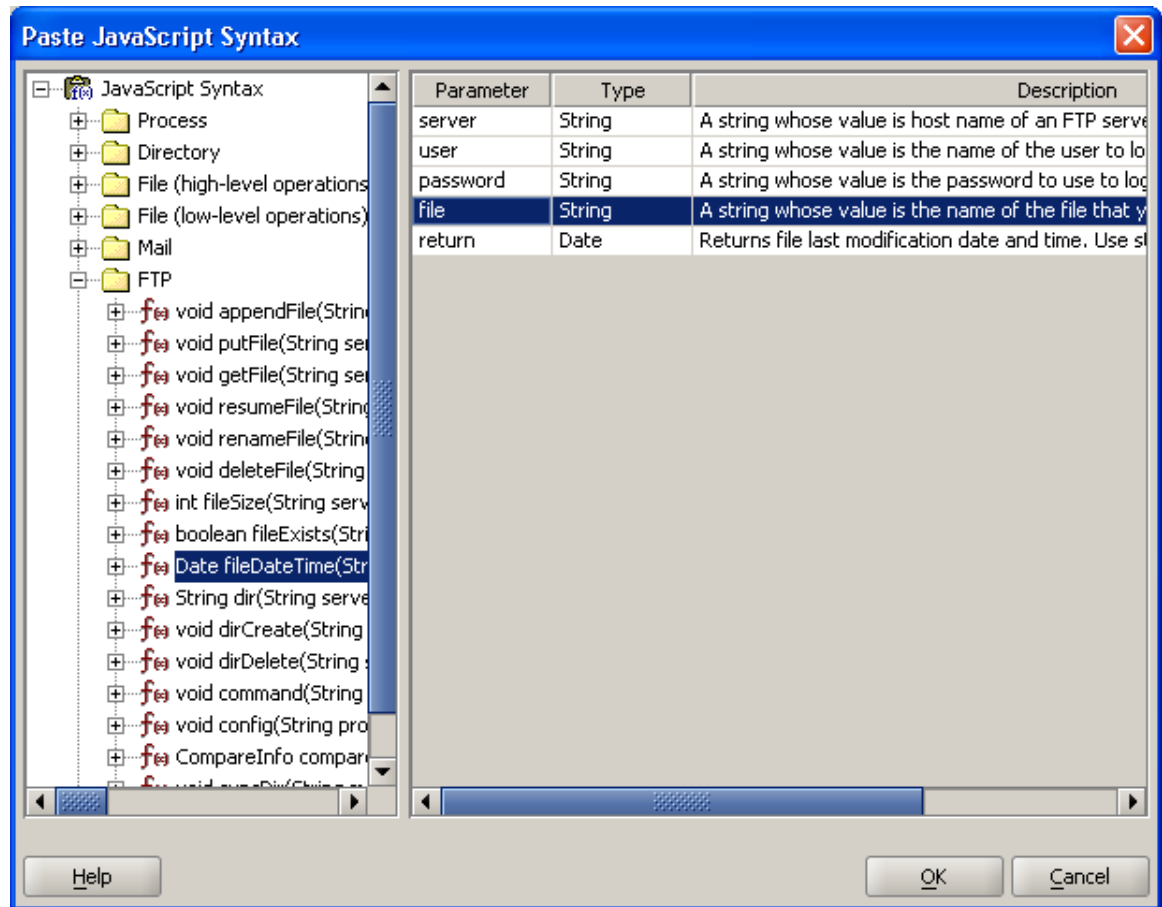 Paste JavaScript Syntax
JavaScript Syntax
Process
Directory
File (high-level operations
File (low-level operations)
Mail
FTP
void appendFile(Strin
void putFile(String ser
void getFile(String ser
void resumeFile(String
void renameFile(Strin
void deleteFile(String
int fileSize(String serv
boolean fileExists(Stri
Date fileDateTime(Str
String dir(String serve
void dirCreate(String
void dirDelete(String s
void command(String
void config(String pro
CompareInfo compar
Parameter Type Description
server String A string whose value is host name of an FTP serve
user String A string whose value is the name of the user to lo
password String A string whose value is the password to use to log
file String A string whose value is the name of the file that y
return Date Returns file last modification date and time. Use st
Help
OK
Cancel